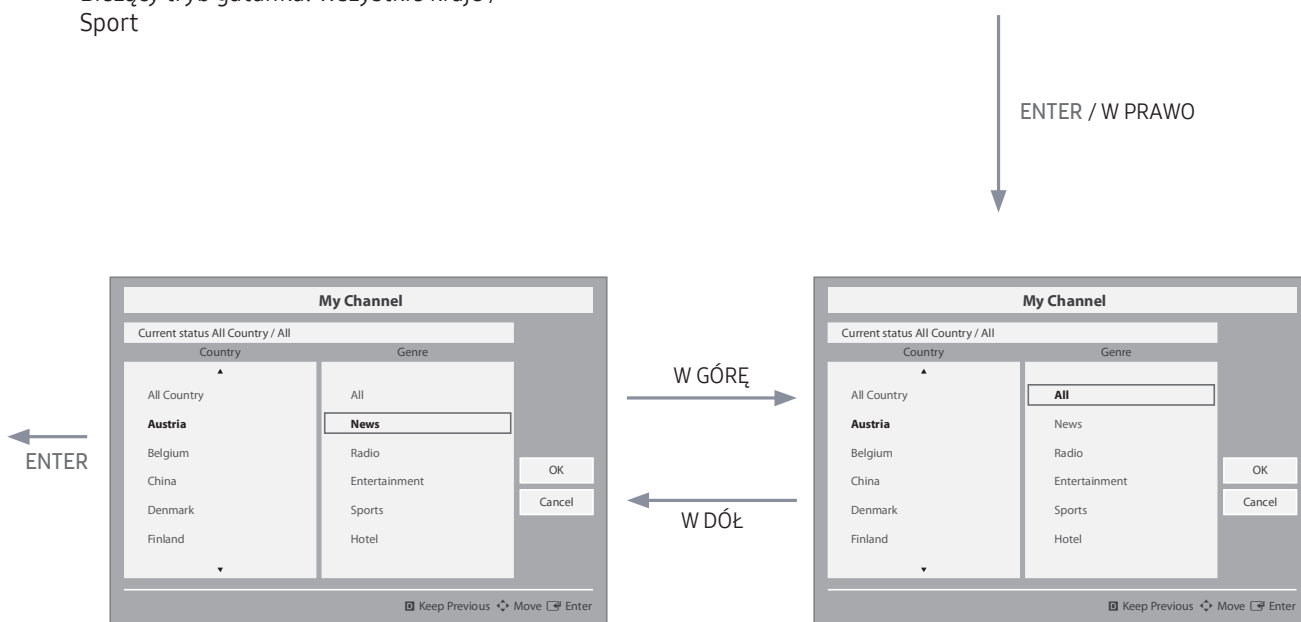 Sport
ENTER / W PRAWO
My Channel
Current status All Country / All
Country Genre
All Country All
Austria News
Belgium Radio
China Entertainment
Denmark Sports
Finland Hotel
OK
Cancel
D Keep Previous Move Enter
ENTER
W GÓRĘ
W DÓŁ
My Channel
Current status All Country / All
Country Genre
All Country All
Austria News
Belgium Radio
China Entertainment
Denmark Sports
Finland Hotel
OK
Cancel
D Keep Previous Move Enter